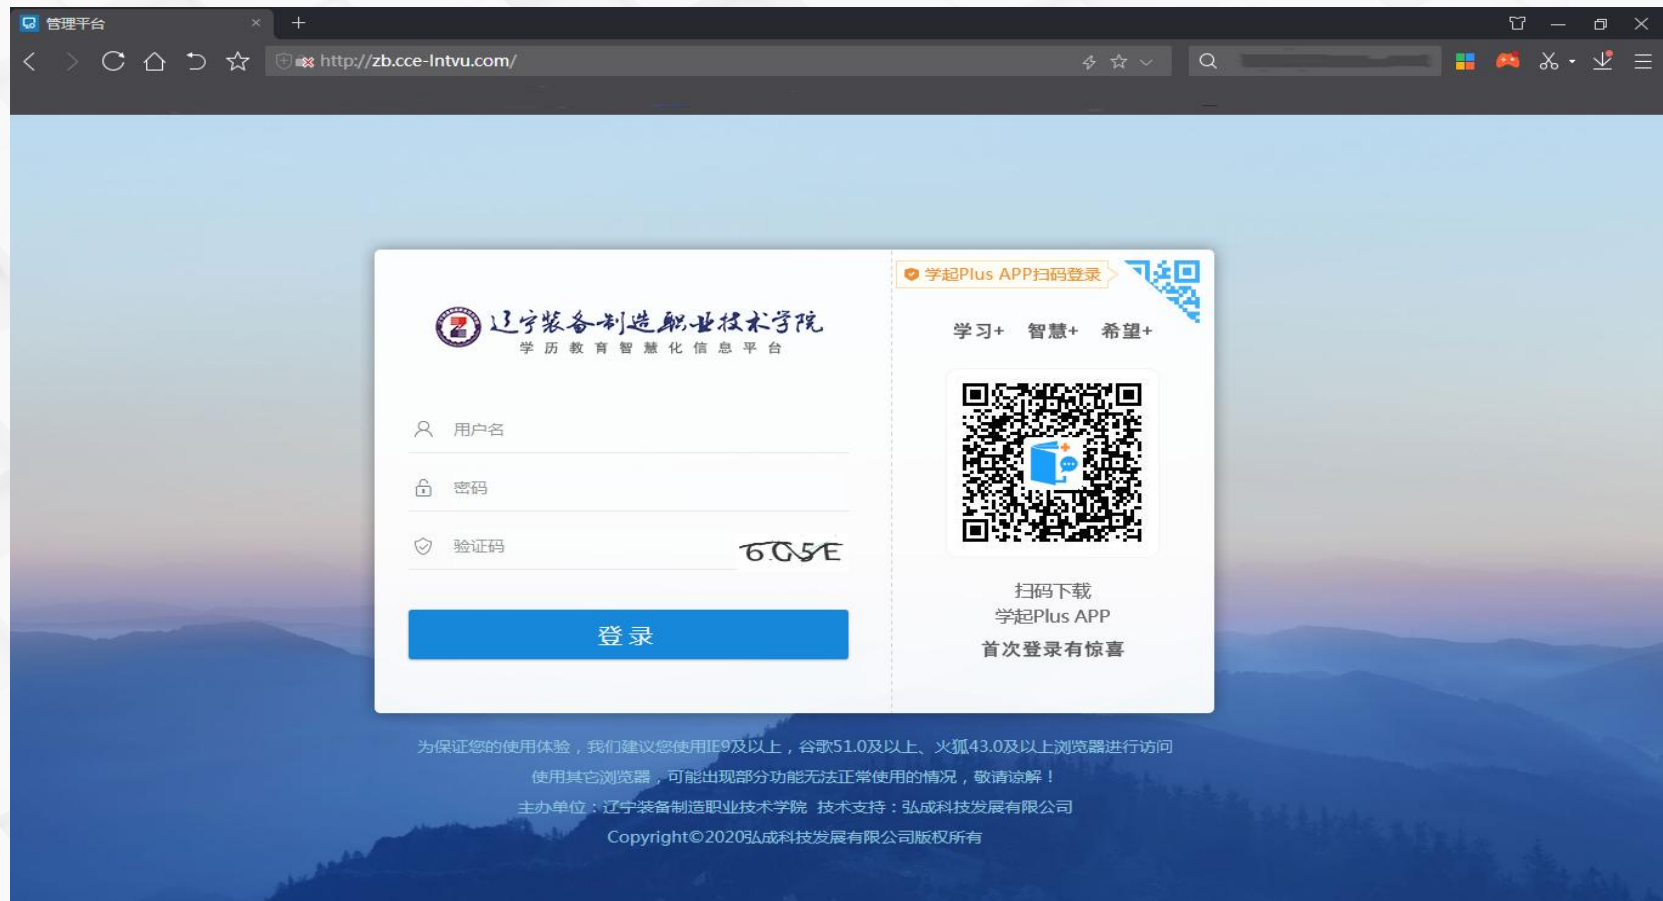 管理平台
http://zb.cce-lntvu.com/
学起Plus APP扫码登录
辽宁装备制造职业技术学院
学历教育智慧化信息平台
学习+ 智慧+ 希望+
用户名
密码
验证码
6G5E
登录
扫码下载
学起Plus APP
首次登录有惊喜
为保证您的使用体验，我们建议您使用IE9及以上，谷歌51.0及以上、火狐43.0及以上浏览器进行访问
使用其它浏览器，可能出现部分功能无法正常使用的情况，敬请谅解！
主办单位：辽宁装备制造职业技术学院 技术支持：弘成科技发展有限公司
Copyright©2020弘成科技发展有限公司版权所有